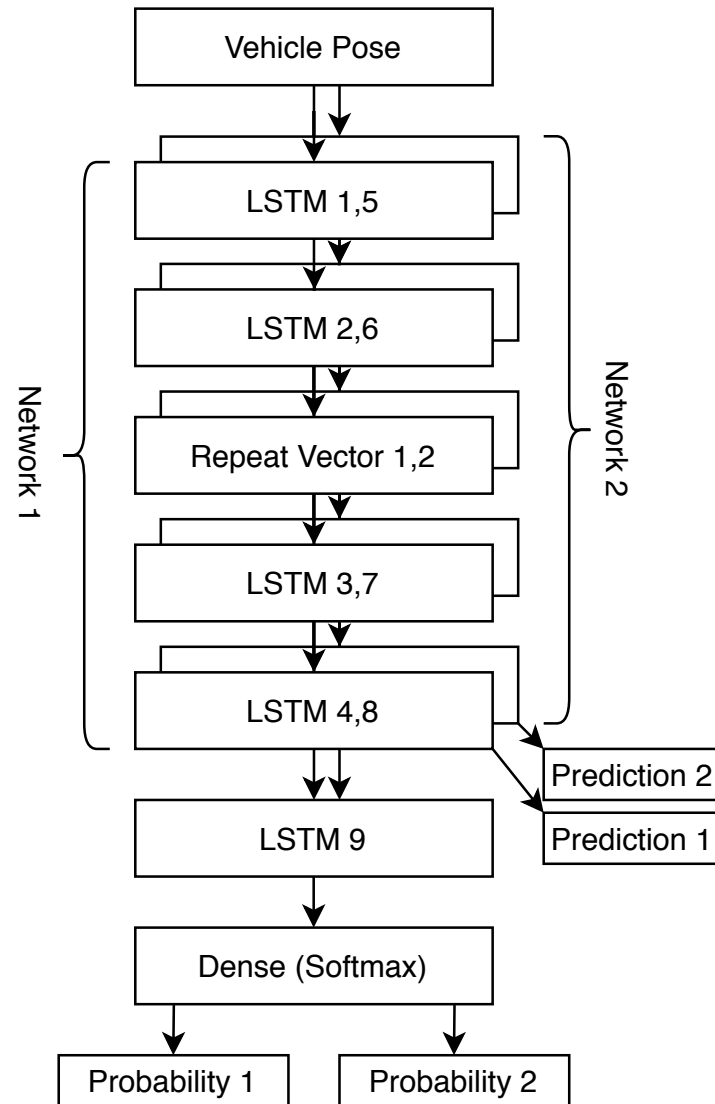 Vehicle Pose
LSTM 1,5
LSTM 2,6
Network 1
Network 2
Repeat Vector 1,2
LSTM 3,7
LSTM 4,8
Prediction 2
Prediction 1
LSTM 9
Dense (Softmax)
Probability 1
Probability 2